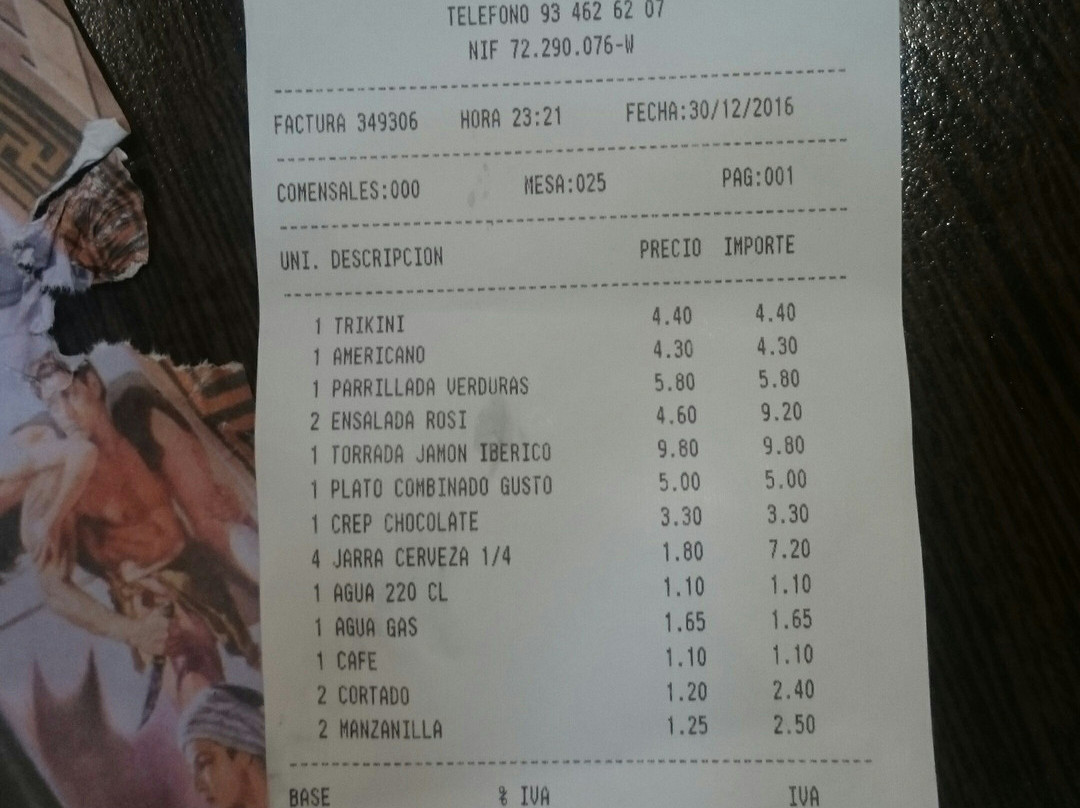 TELEFONO 93 462 62 07
NIF 72.290.076-W
FACTURA 349306 HORA 23:21 FECHA:30/12/2016
COMENSALES:000 MESA:025 PAG:001
UNI. DESCRIPCION PRECIO IMPORTE
1 TRIKINI 4.40 4.40
1 AMERICANO 4.30 4.30
1 PARRILLADA VERDURAS 5.80 5.80
2 ENSALADA ROSI 4.60 9.20
1 TORRADA JAMON IBERICO 9.80 9.80
1 PLATO COMBINADO GUSTO 5.00 5.00
1 CREP CHOCOLATE 3.30 3.30
4 JARRA CERVEZA 1/4 1.80 7.20
1 AGUA 220 CL 1.10 1.10
1 AGUA GAS 1.65 1.65
1 CAFE 1.10 1.10
2 CORTADO 1.20 2.40
2 MANZANILLA 1.25 2.50
BASE % IVA IVA